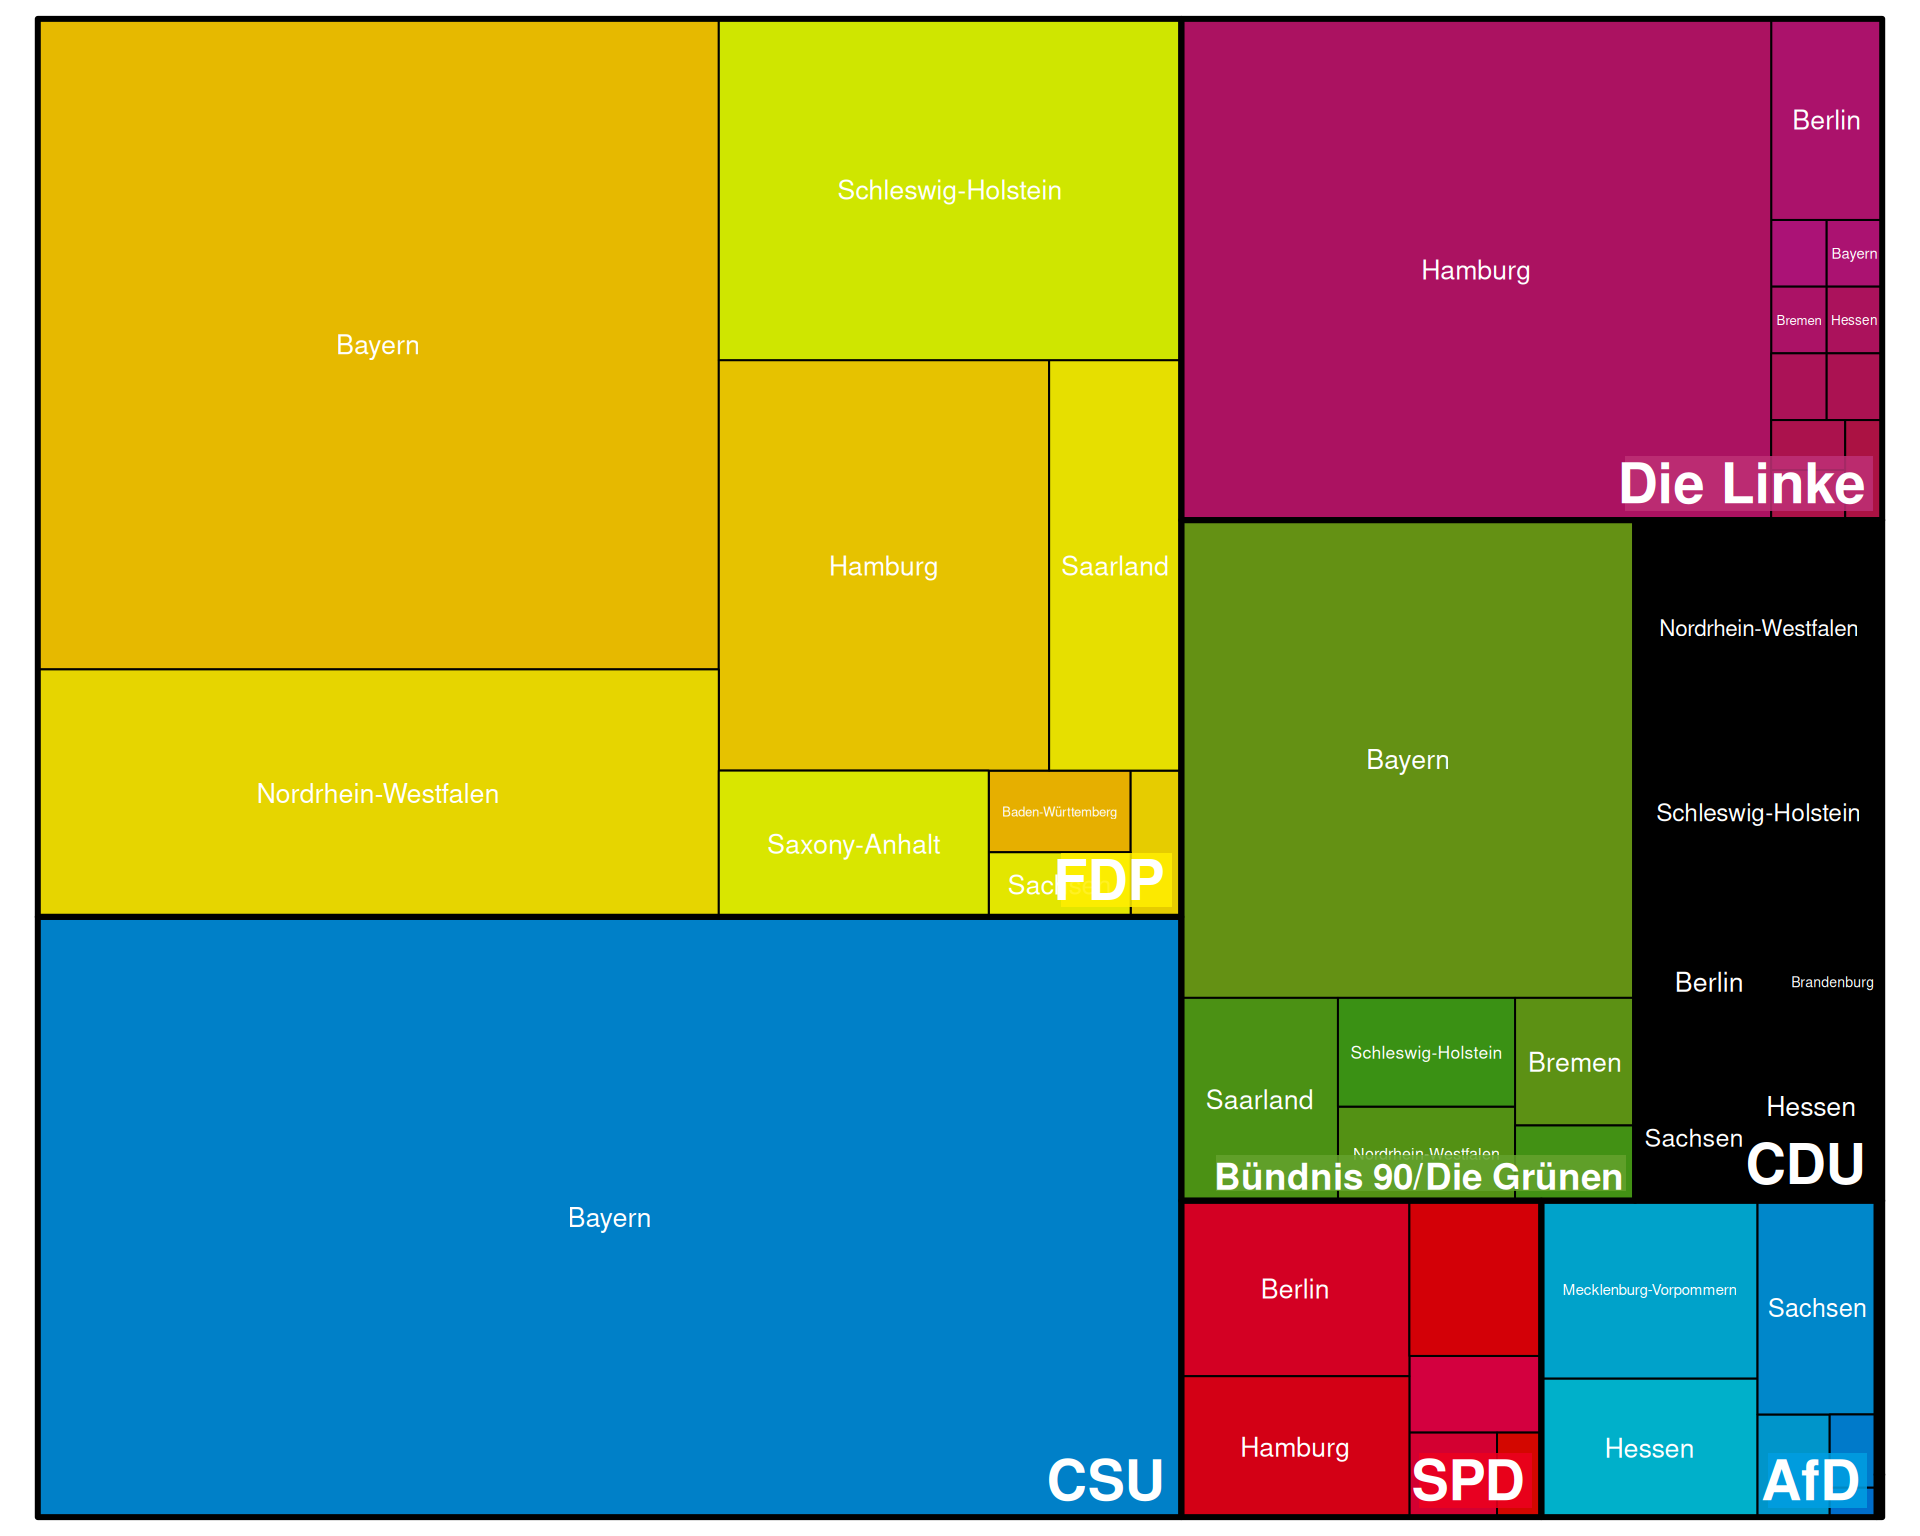 Bayern
Schleswig-Holstein
Hamburg
Saarland
Nordrhein-Westfalen
Saxony-Anhalt
Baden-Württemberg
FDP
Bayern
CSU
Hamburg
Berlin
Bayern
Bremen
Hessen
Die Linke
Bayern
Saarland
Schleswig-Holstein
Bremen
Nordrhein-Westfalen
Bündnis 90/Die Grünen
Nordrhein-Westfalen
Schleswig-Holstein
Berlin
Brandenburg
Hessen
Sachsen
CDU
Berlin
Hamburg
SPD
Mecklenburg-Vorpommern
Sachsen
Hessen
AfD